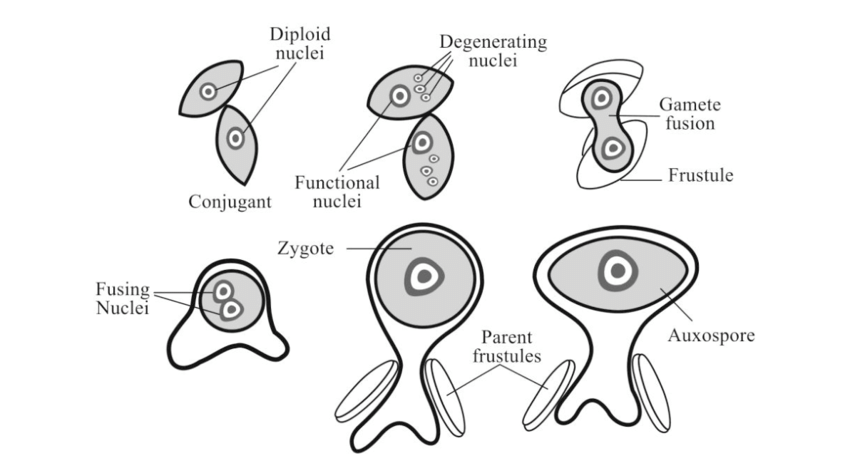 Diploid
nuclei
Degenerating
nuclei
Gamete
fusion
Frustule
Conjugant
Functional
nuclei
Zygote
Fusing
Nuclei
Parent
frustules
Auxospore